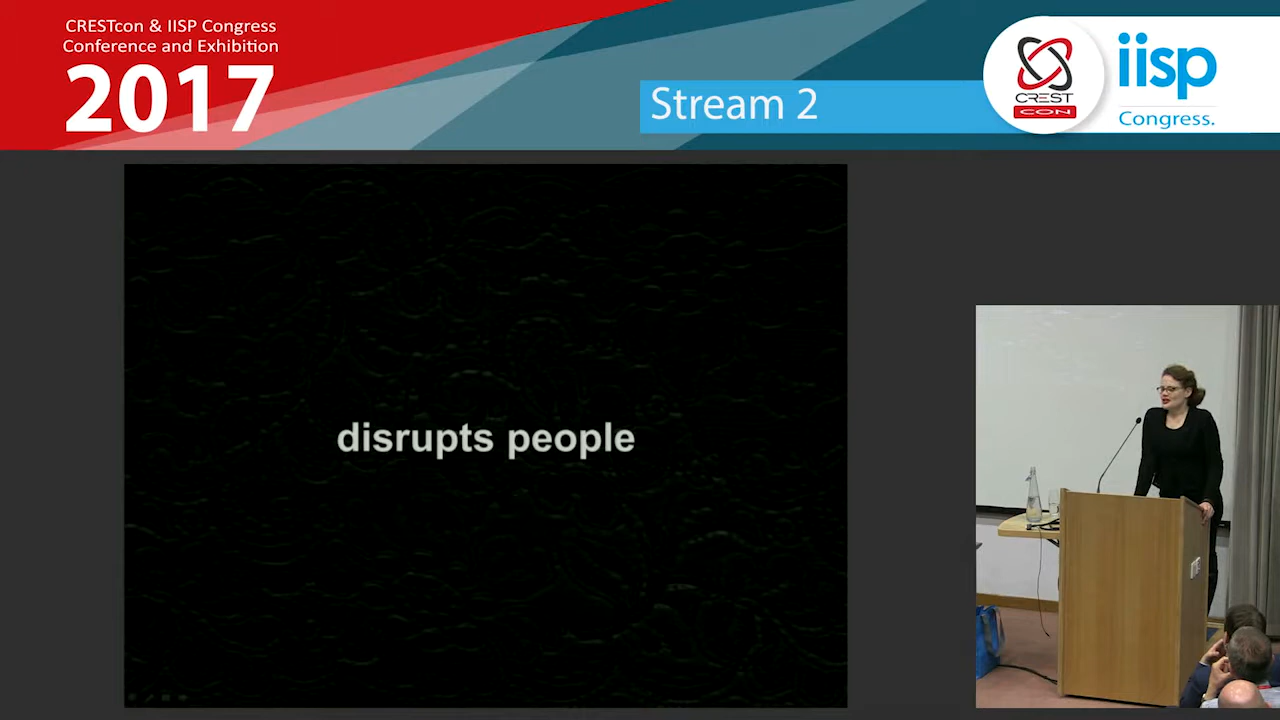 CRESTcon & IISP Congress
Conference and Exhibition
2017
Stream 2
CREST
CON
iisp
Congress.
disrupts people